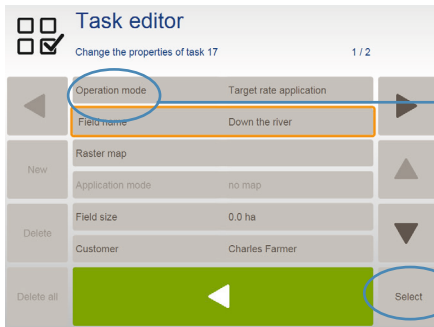 Task editor
Change the properties of task 17 1 / 2
Operation mode Target rate application
Field name Down the river
Raster map
New
Application mode no map
Field size 0.0 ha
Delete
Customer Charles Farmer
Delete all Select